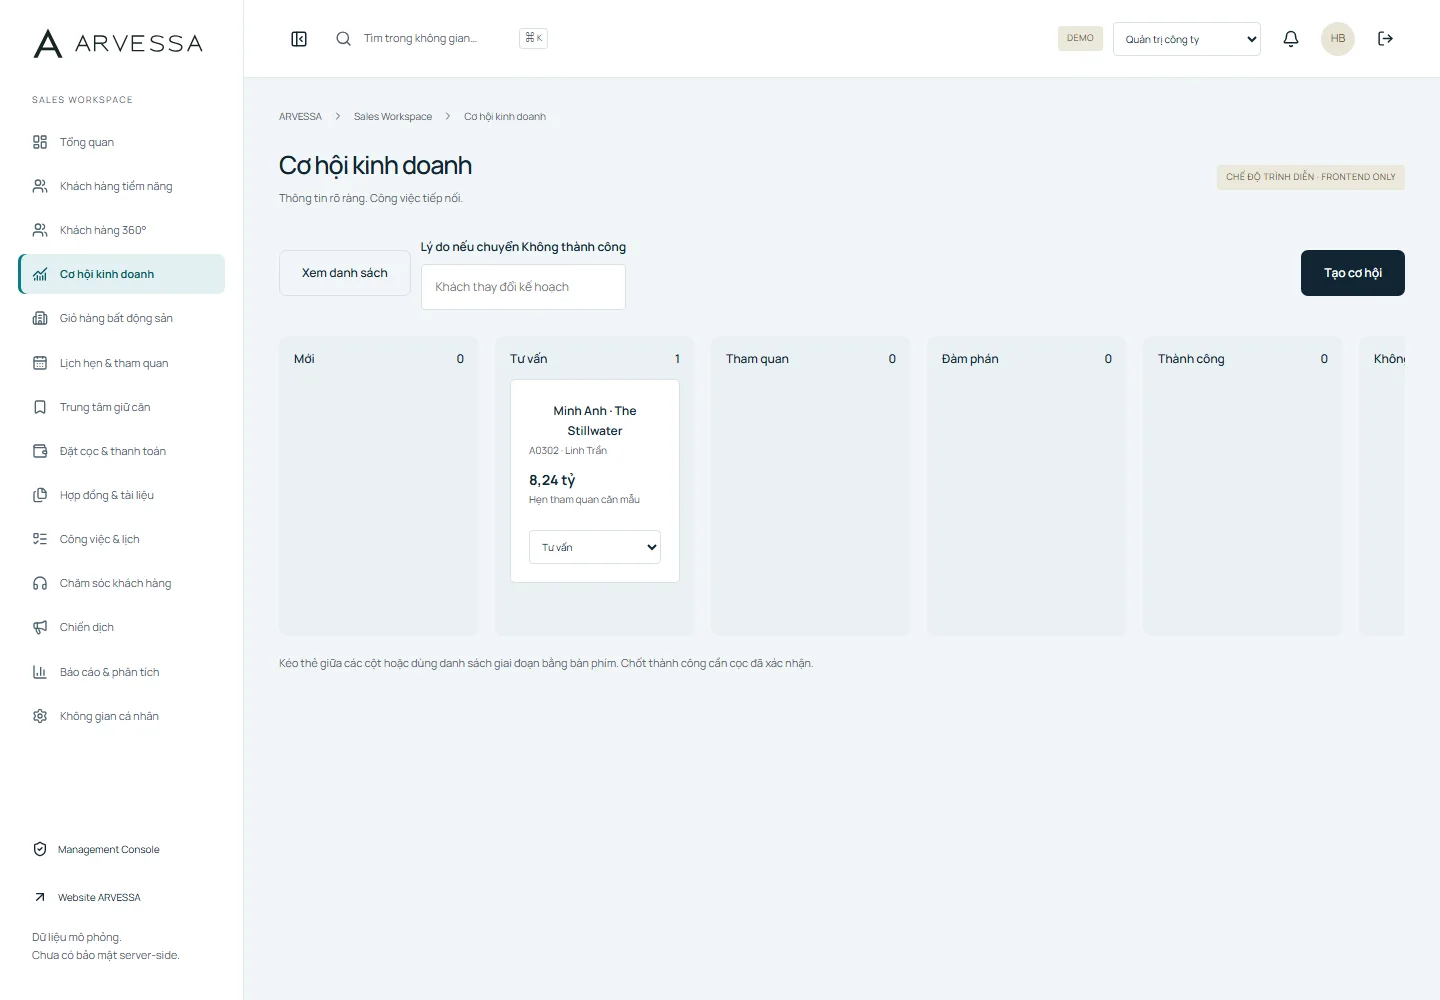 ARVESSA
SALES WORKSPACE
Tổng quan
Khách hàng tiềm năng
Khách hàng 360°
Cơ hội kinh doanh
Giỏ hàng bất động sản
Lịch hẹn & tham quan
Trung tâm giữ căn
Đặt cọc & thanh toán
Hợp đồng & tài liệu
Công việc & lịch
Chăm sóc khách hàng
Chiến dịch
Báo cáo & phân tích
Không gian cá nhân
Management Console
Website ARVESSA
Dữ liệu mô phỏng.
Chưa có bảo mật server-side.
Tìm trong không gian...
⌘ K
DEMO
Quản trị công ty
HB
ARVESSA > Sales Workspace > Cơ hội kinh doanh
Cơ hội kinh doanh
Thông tin rõ ràng. Công việc tiếp nối.
CHẾ ĐỘ TRÌNH DIỄN · FRONTEND ONLY
Xem danh sách
Lý do nếu chuyển Không thành công
Khách thay đổi kế hoạch
Tạo cơ hội
Mới 0
Tư vấn 1
Tham quan 0
Đàm phán 0
Thành công 0
Không
Minh Anh · The
Stillwater
A0302 · Linh Trần
8,24 tỷ
Hẹn tham quan căn mẫu
Tư vấn
Kéo thẻ giữa các cột hoặc dùng danh sách giai đoạn bằng bàn phím. Chốt thành công cần cọc đã xác nhận.